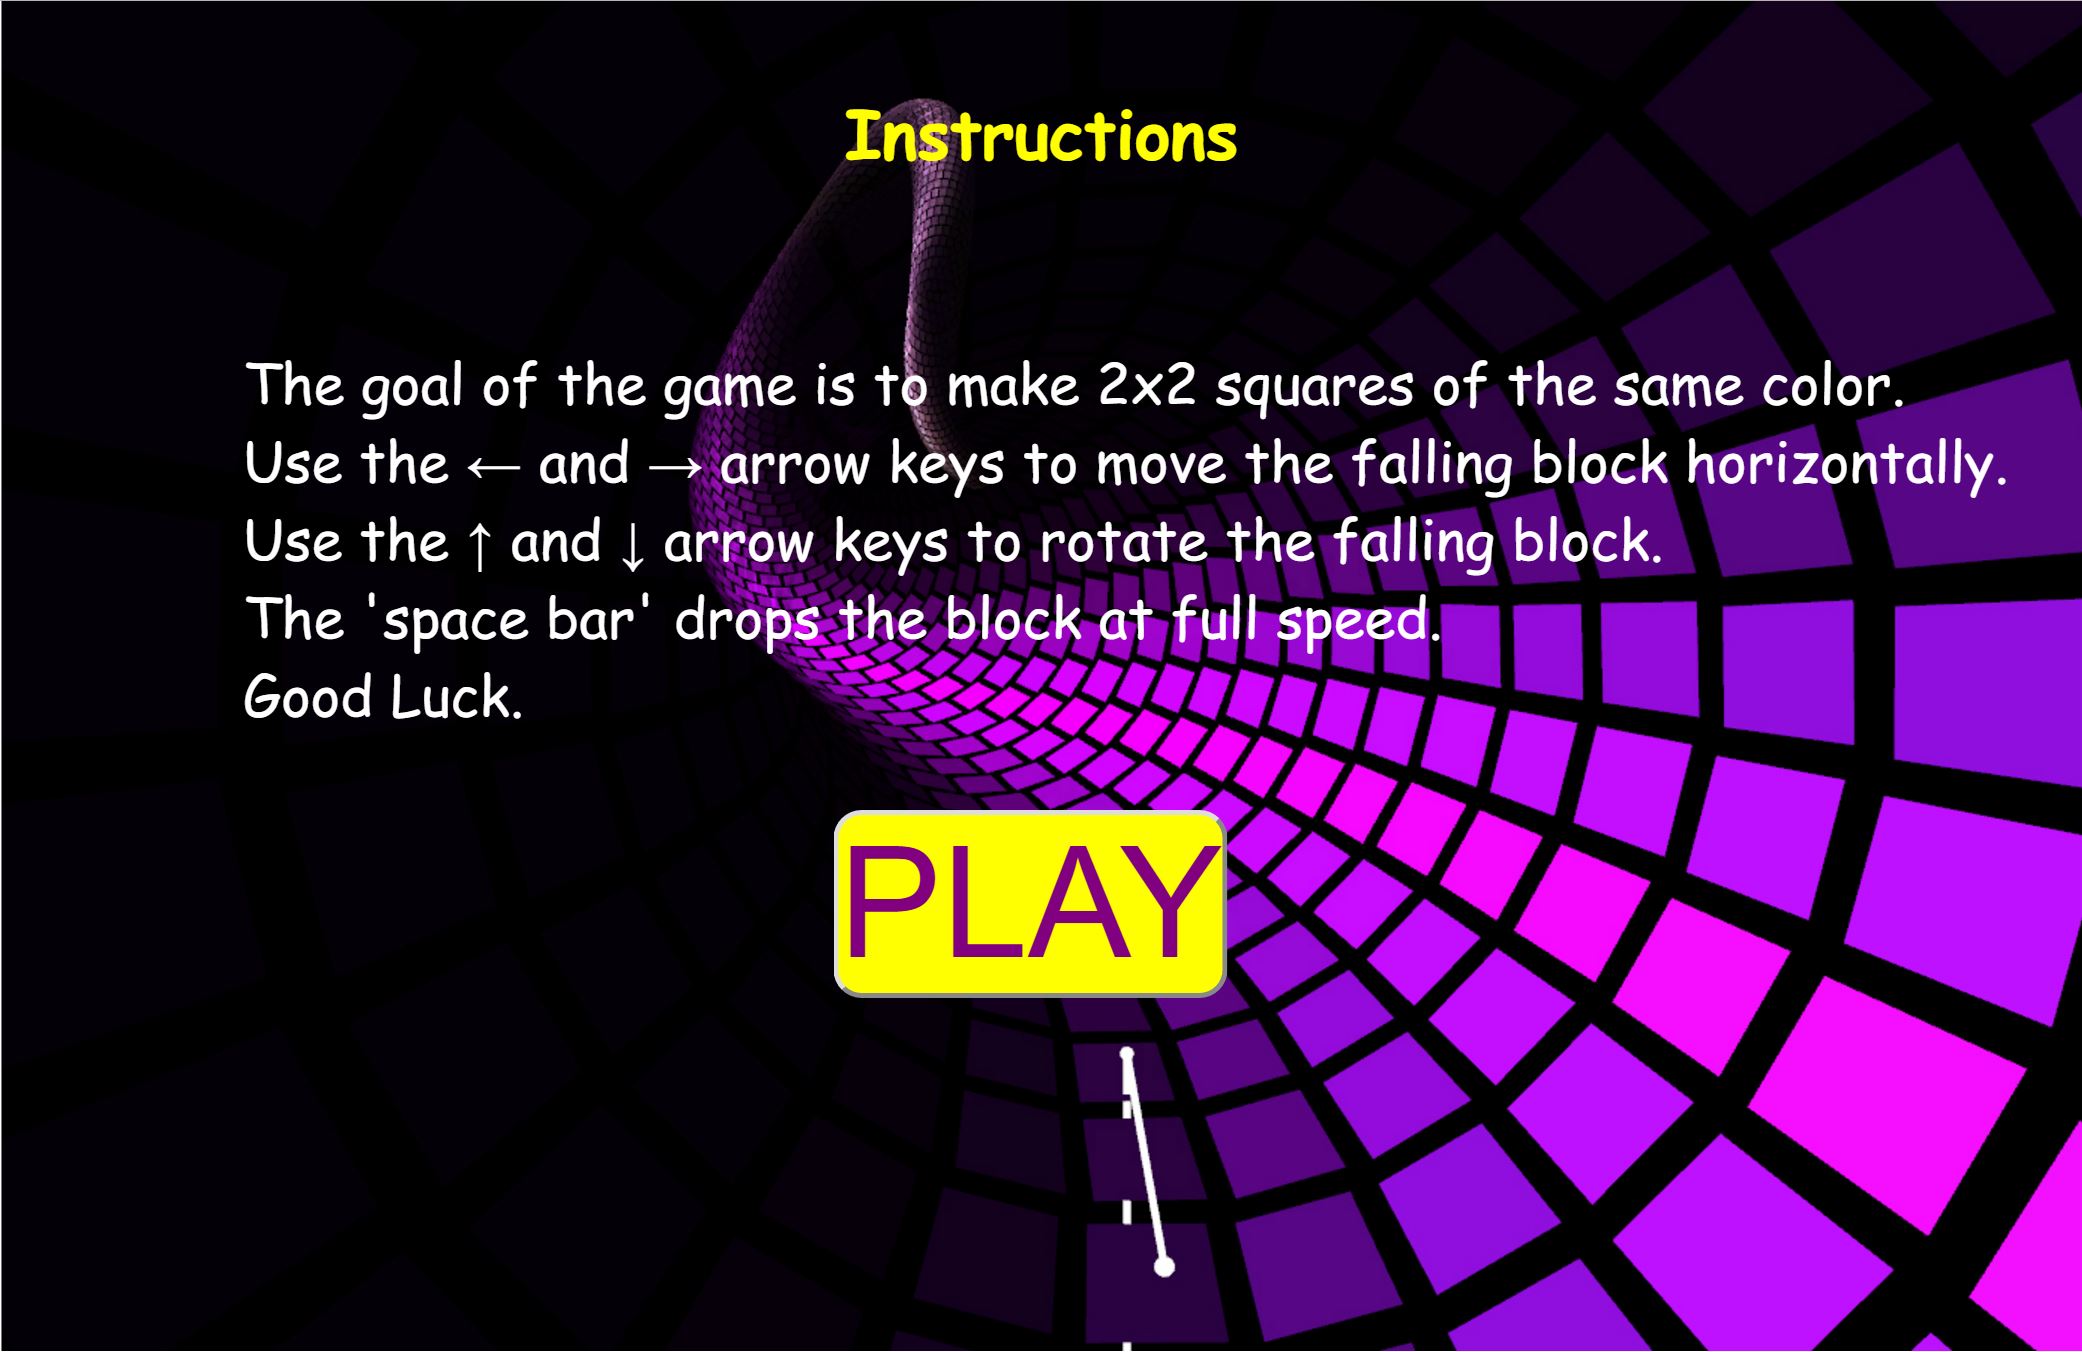 Instructions
The goal of the game is to make 2x2 squares of the same color.
Use the ← and → arrow keys to move the falling block horizontally.
Use the ↑ and ↓ arrow keys to rotate the falling block.
The 'space bar' drops the block at full speed.
Good Luck.
PLAY